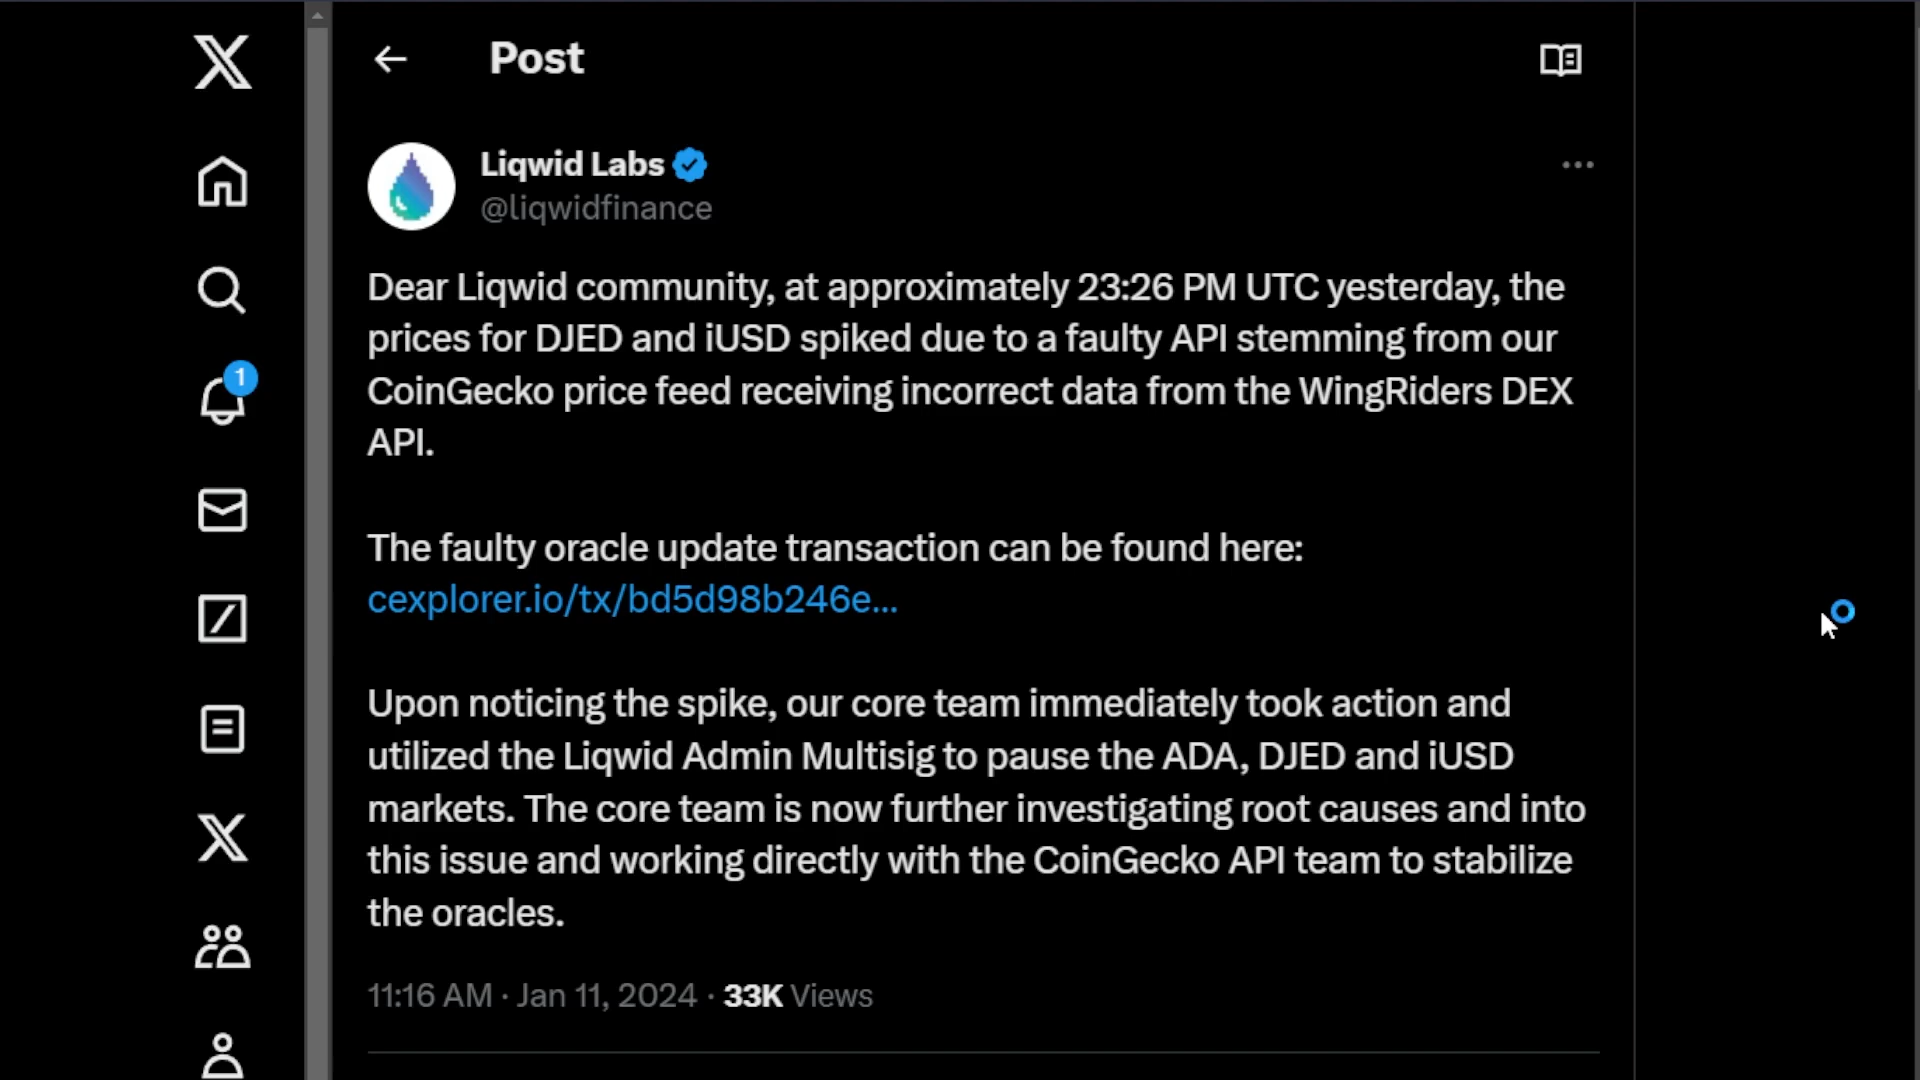 Post
Liqwid Labs
@liqwidfinance
Dear Liqwid community, at approximately 23:26 PM UTC yesterday, the
prices for DJED and iUSD spiked due to a faulty API stemming from our
CoinGecko price feed receiving incorrect data from the WingRiders DEX
API.
The faulty oracle update transaction can be found here:
cexplorer.io/tx/bd5d98b246e...
Upon noticing the spike, our core team immediately took action and
utilized the Liqwid Admin Multisig to pause the ADA, DJED and iUSD
markets. The core team is now further investigating root causes and into
this issue and working directly with the CoinGecko API team to stabilize
the oracles.
11:16 AM · Jan 11, 2024 · 33K Views
1